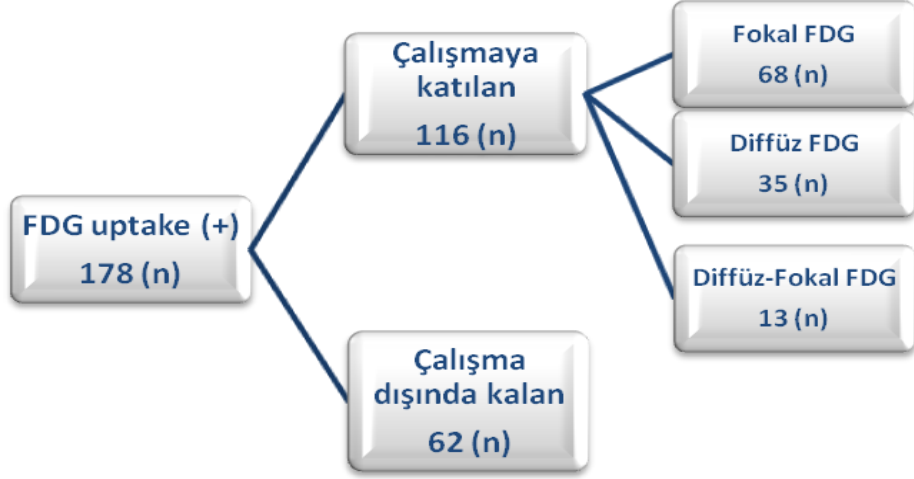 FDG uptake (+)
178 (n)
Çalışmaya
katılan
116 (n)
Çalışma
dışında kalan
62 (n)
Fokal FDG
68 (n)
Diffüz FDG
35 (n)
Diffüz-Fokal FDG
13 (n)